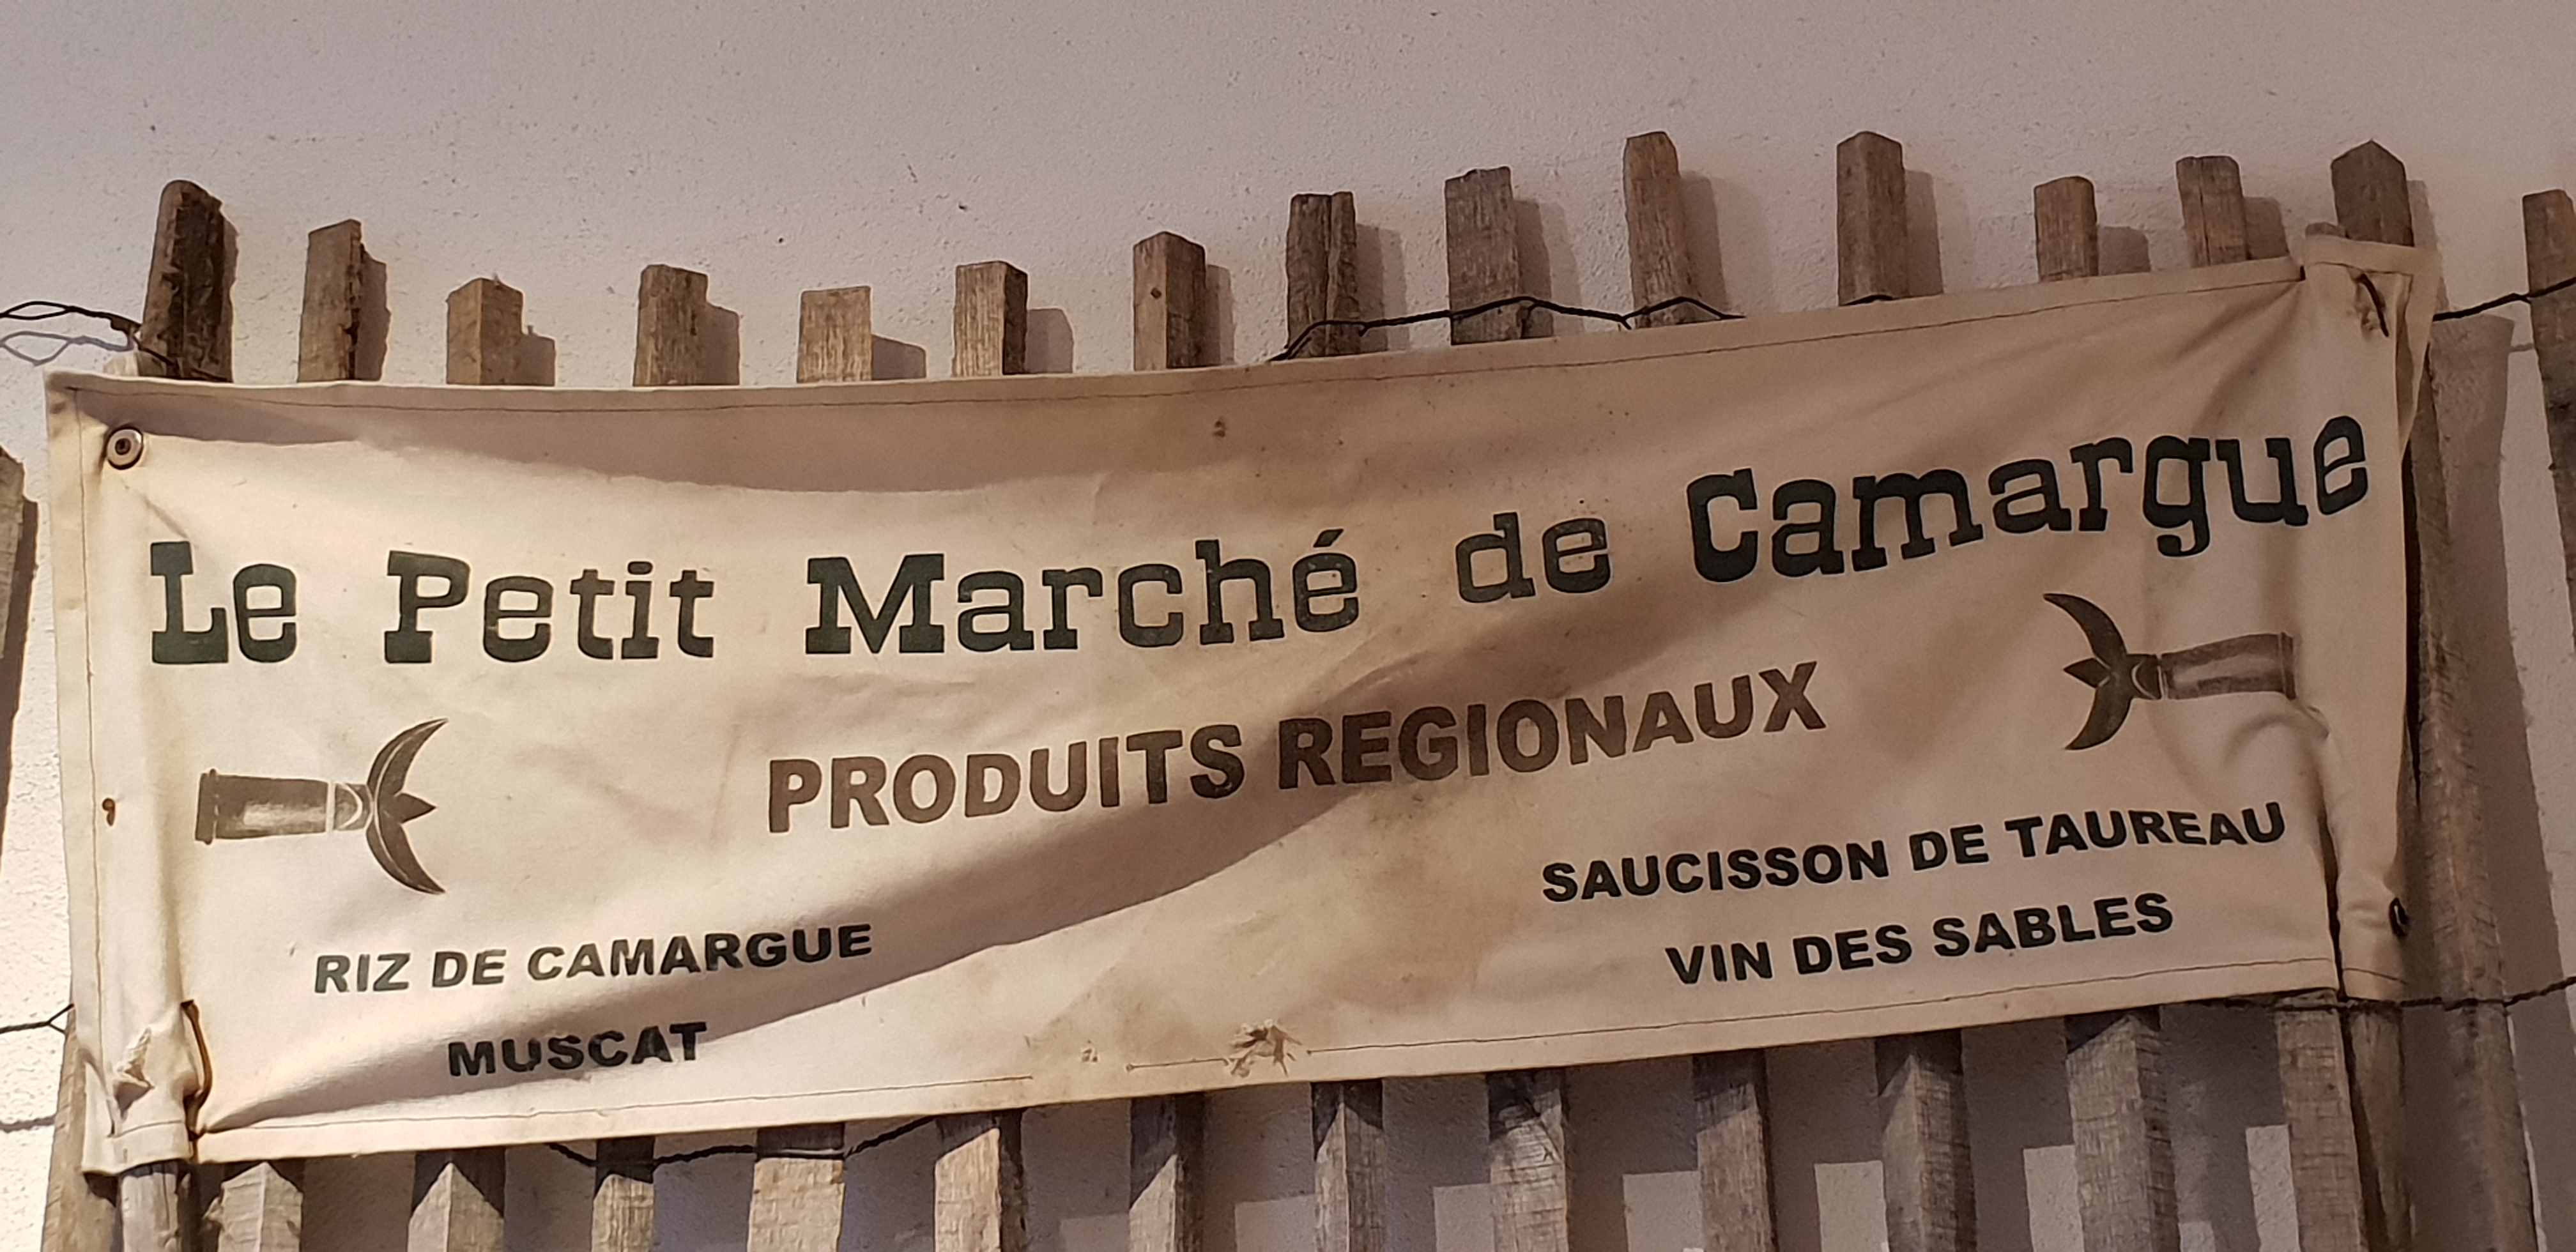 Le Petit Marché de Camargue
PRODUITS REGIONAUX
RIZ DE CAMARGUE
MUSCAT
SAUCISSON DE TAUREAU
VIN DES SABLES